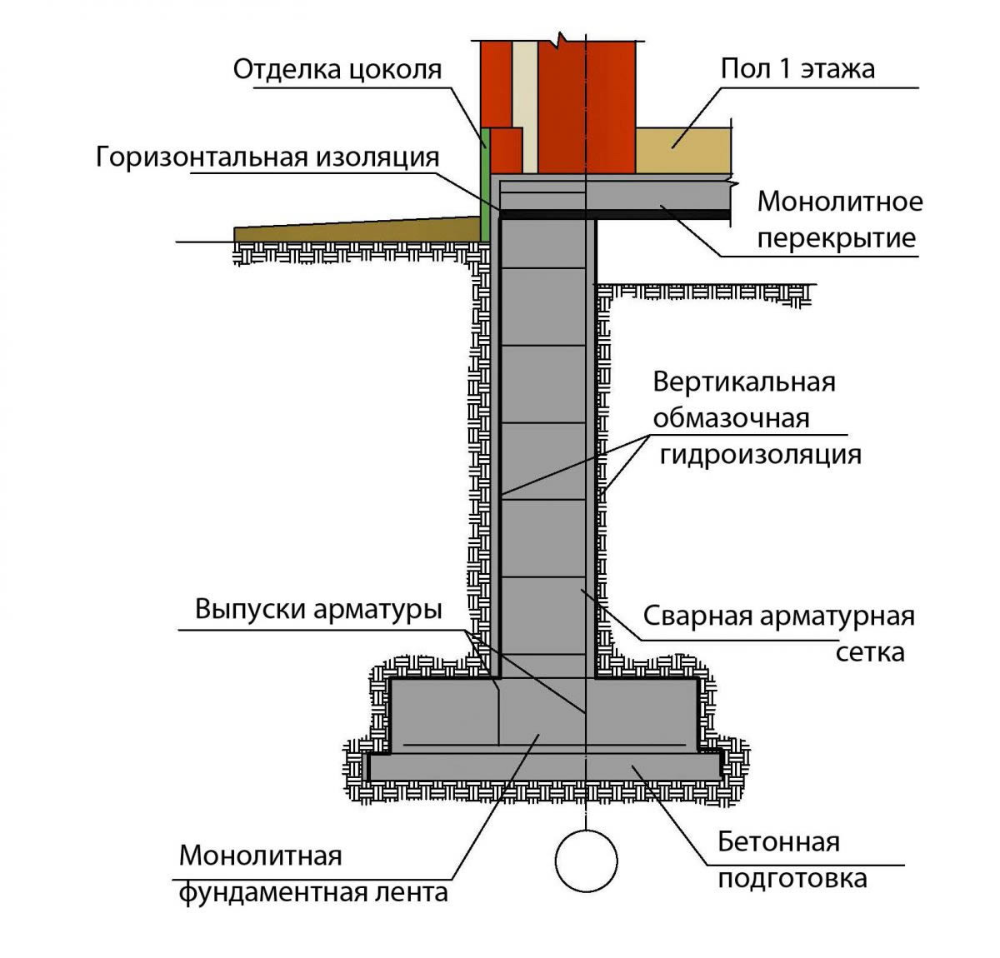 Отделка цоколя
Пол 1 этажа
Горизонтальная изоляция
Монолитное
перекрытие
Вертикальная
обмазочная
гидроизоляция
Выпуски арматуры
Сварная арматурная
сетка
Монолитная
фундаментная лента
Бетонная
подготовка